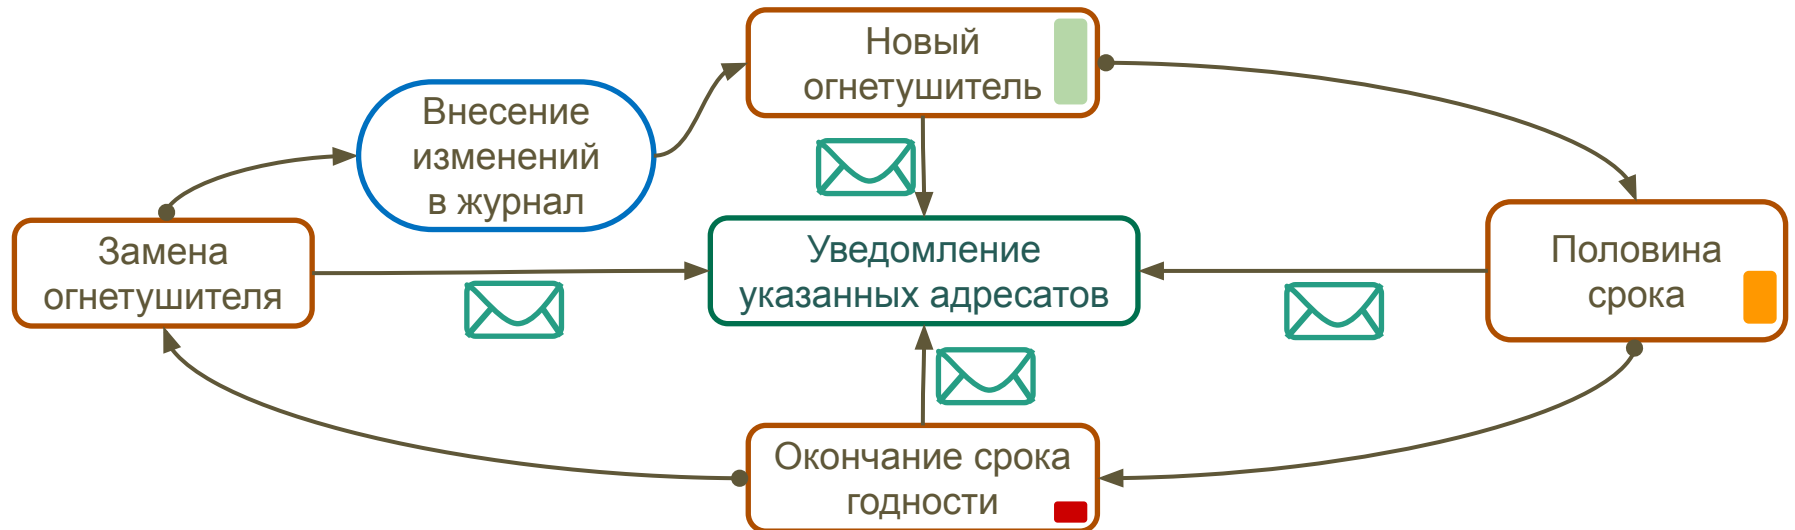 Новый
огнетушитель
Внесение
изменений
в журнал
Замена
огнетушителя
Уведомление
указанных адресатов
Половина
срока
Окончание срока
годности